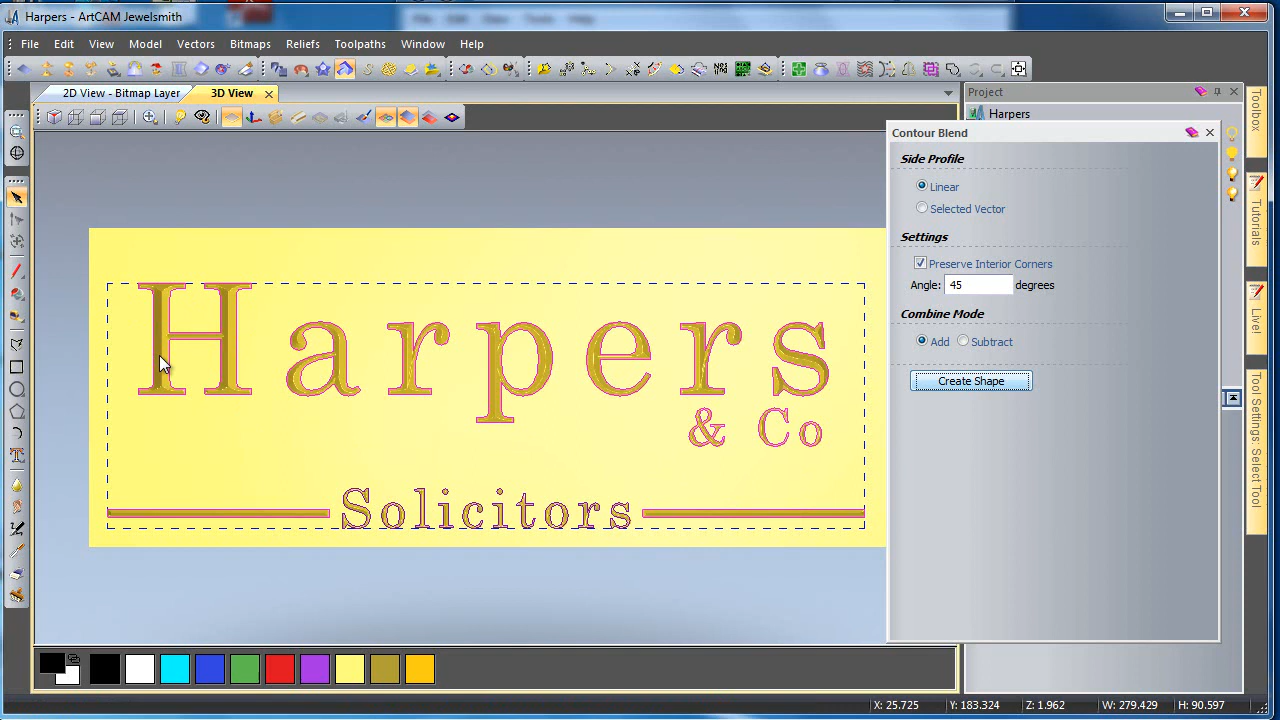 Harpers - ArtCAM Jewelsmith
File Edit View Model Vectors Bitmaps Reliefs Toolpaths Window Help
2D View - Bitmap Layer 3D View
Project
Harpers
Contour Blend
Side Profile
Linear
Selected Vector
Settings
Preserve Interior Corners
Angle: 45 degrees
Combine Mode
Add Subtract
Create Shape
Harpers
& Co
Solicitors
Toolbox
Tutorials
Live!
Tool Settings: Select Tool
X: 25.725 Y: 183.324 Z: 1.962 W: 279.429 H: 90.597